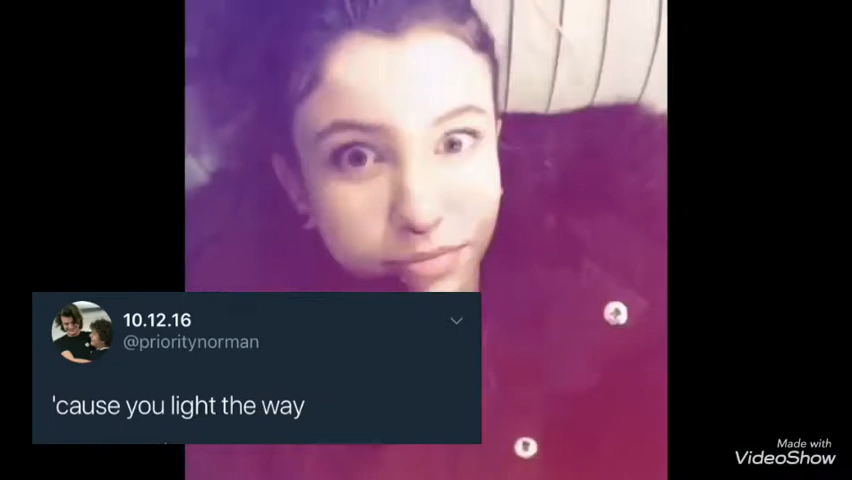 10.12.16
@prioritynorman
'cause you light the way
Made with
VideoShow